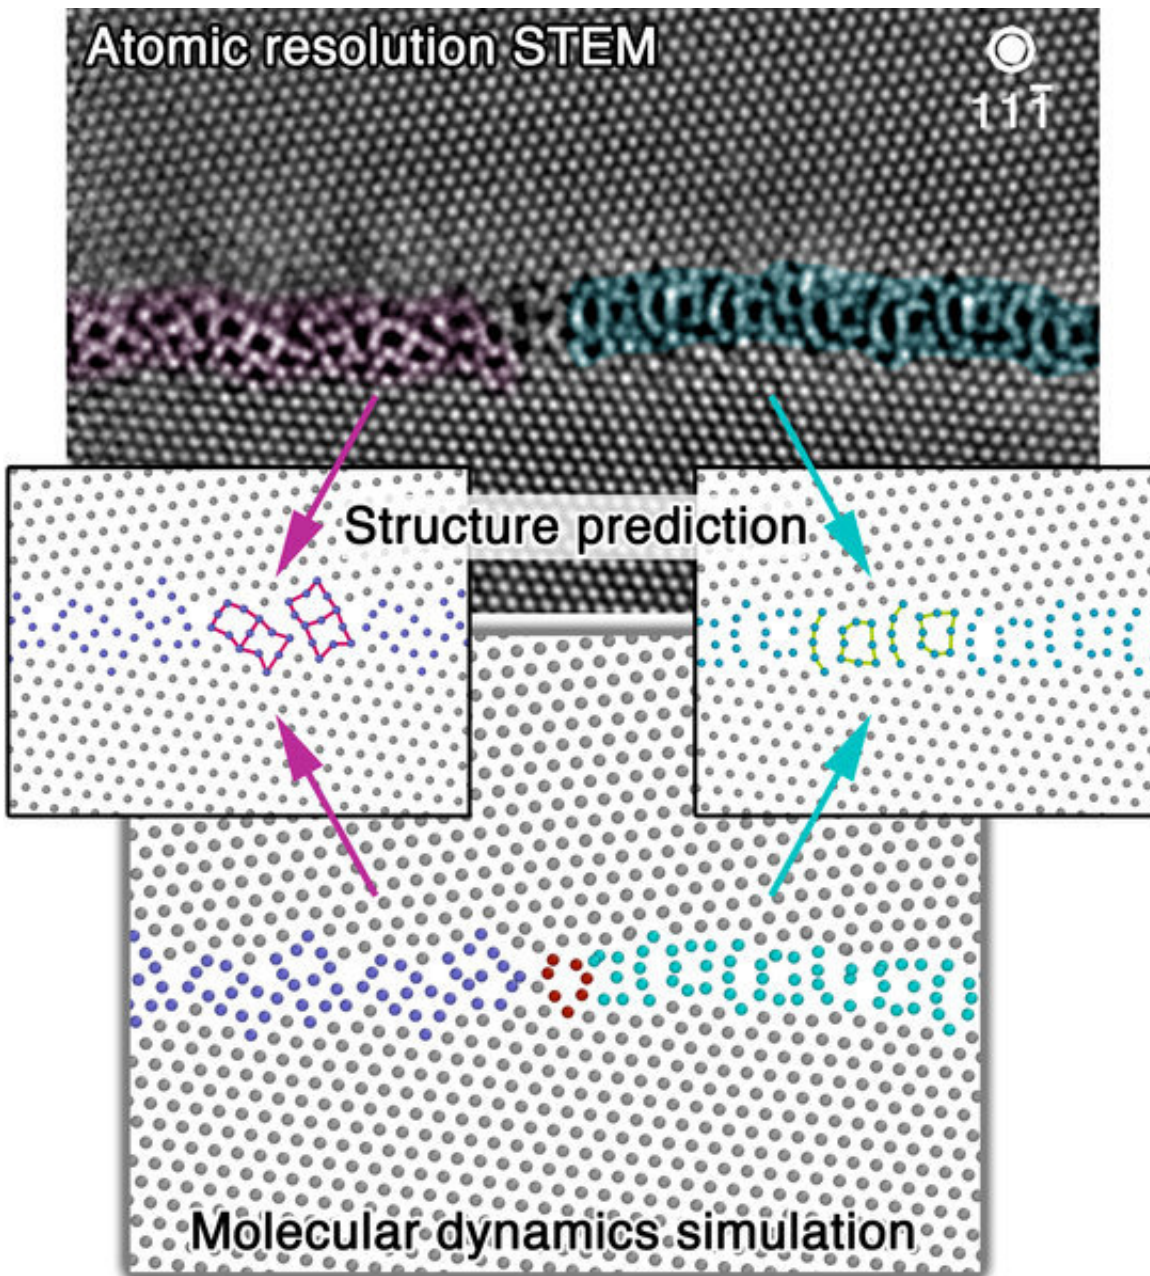 Atomic resolution STEM
111̅
Structure prediction
Molecular dynamics simulation